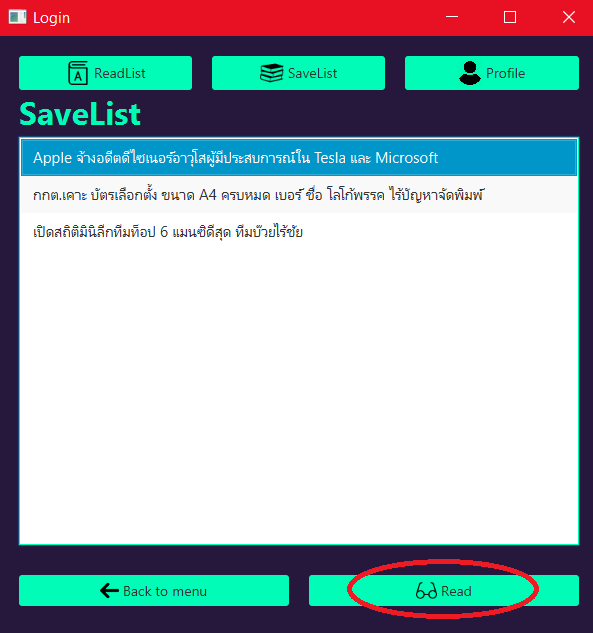 Login
ReadList
SaveList
Profile
SaveList
Apple จ้างอดีตดีไซเนอร์อาวุโสผู้มีประสบการณ์ใน Tesla และ Microsoft
กกต.เคาะ บัตรเลือกตั้ง ขนาด A4 ครบหมด เบอร์ ชื่อ โลโก้พรรค ไร้ปัญหาจัดพิมพ์
เปิดสถิติมินิลีกทีมท็อป 6 แมนซิดีสุด ทีมบ๊วยไร้ชัย
Back to menu
Read